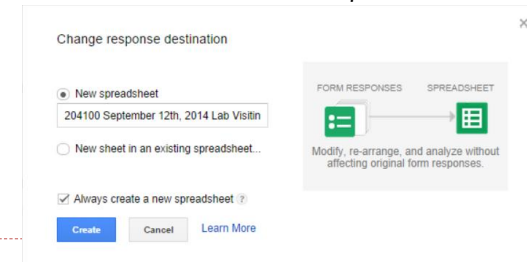 Change response destination
New spreadsheet
204100 September 12th, 2014 Lab Visitin
New sheet in an existing spreadsheet...
Always create a new spreadsheet ?
Create Cancel Learn More
FORM RESPONSES SPREADSHEET
Modify, re-arrange, and analyze without
affecting original form responses.